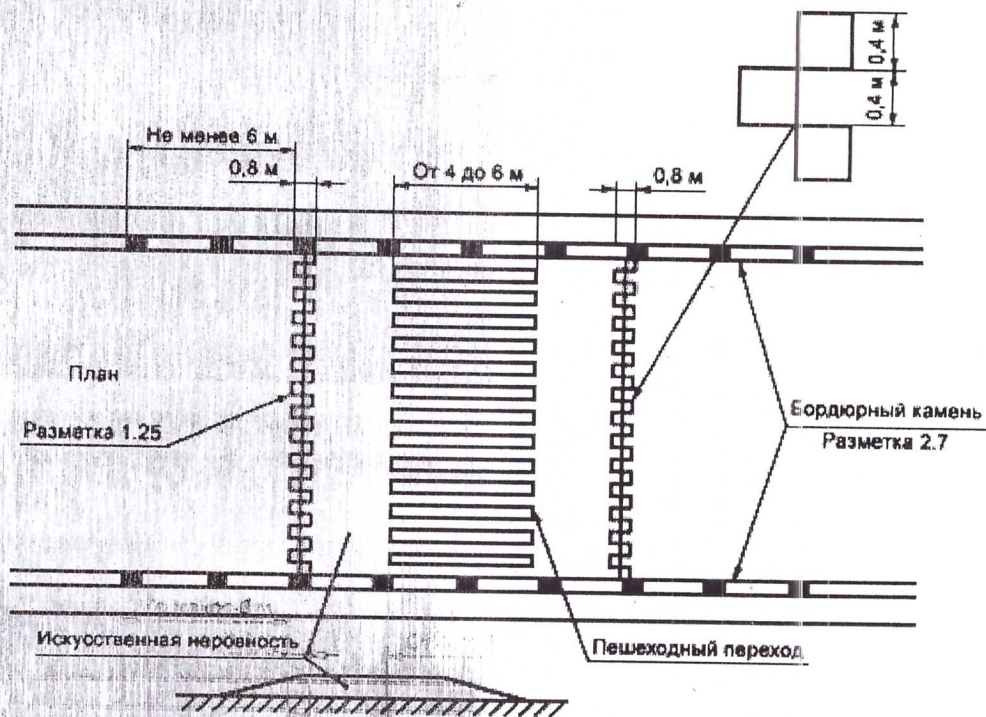 0,4 м
0,4 м
Не менее 6 м
0,8 м
От 4 до 6 м
0,8 м
План
Разметка 1.25
Бордюрный камень
Разметка 2.7
Искусственная неровность
Пешеходный переход